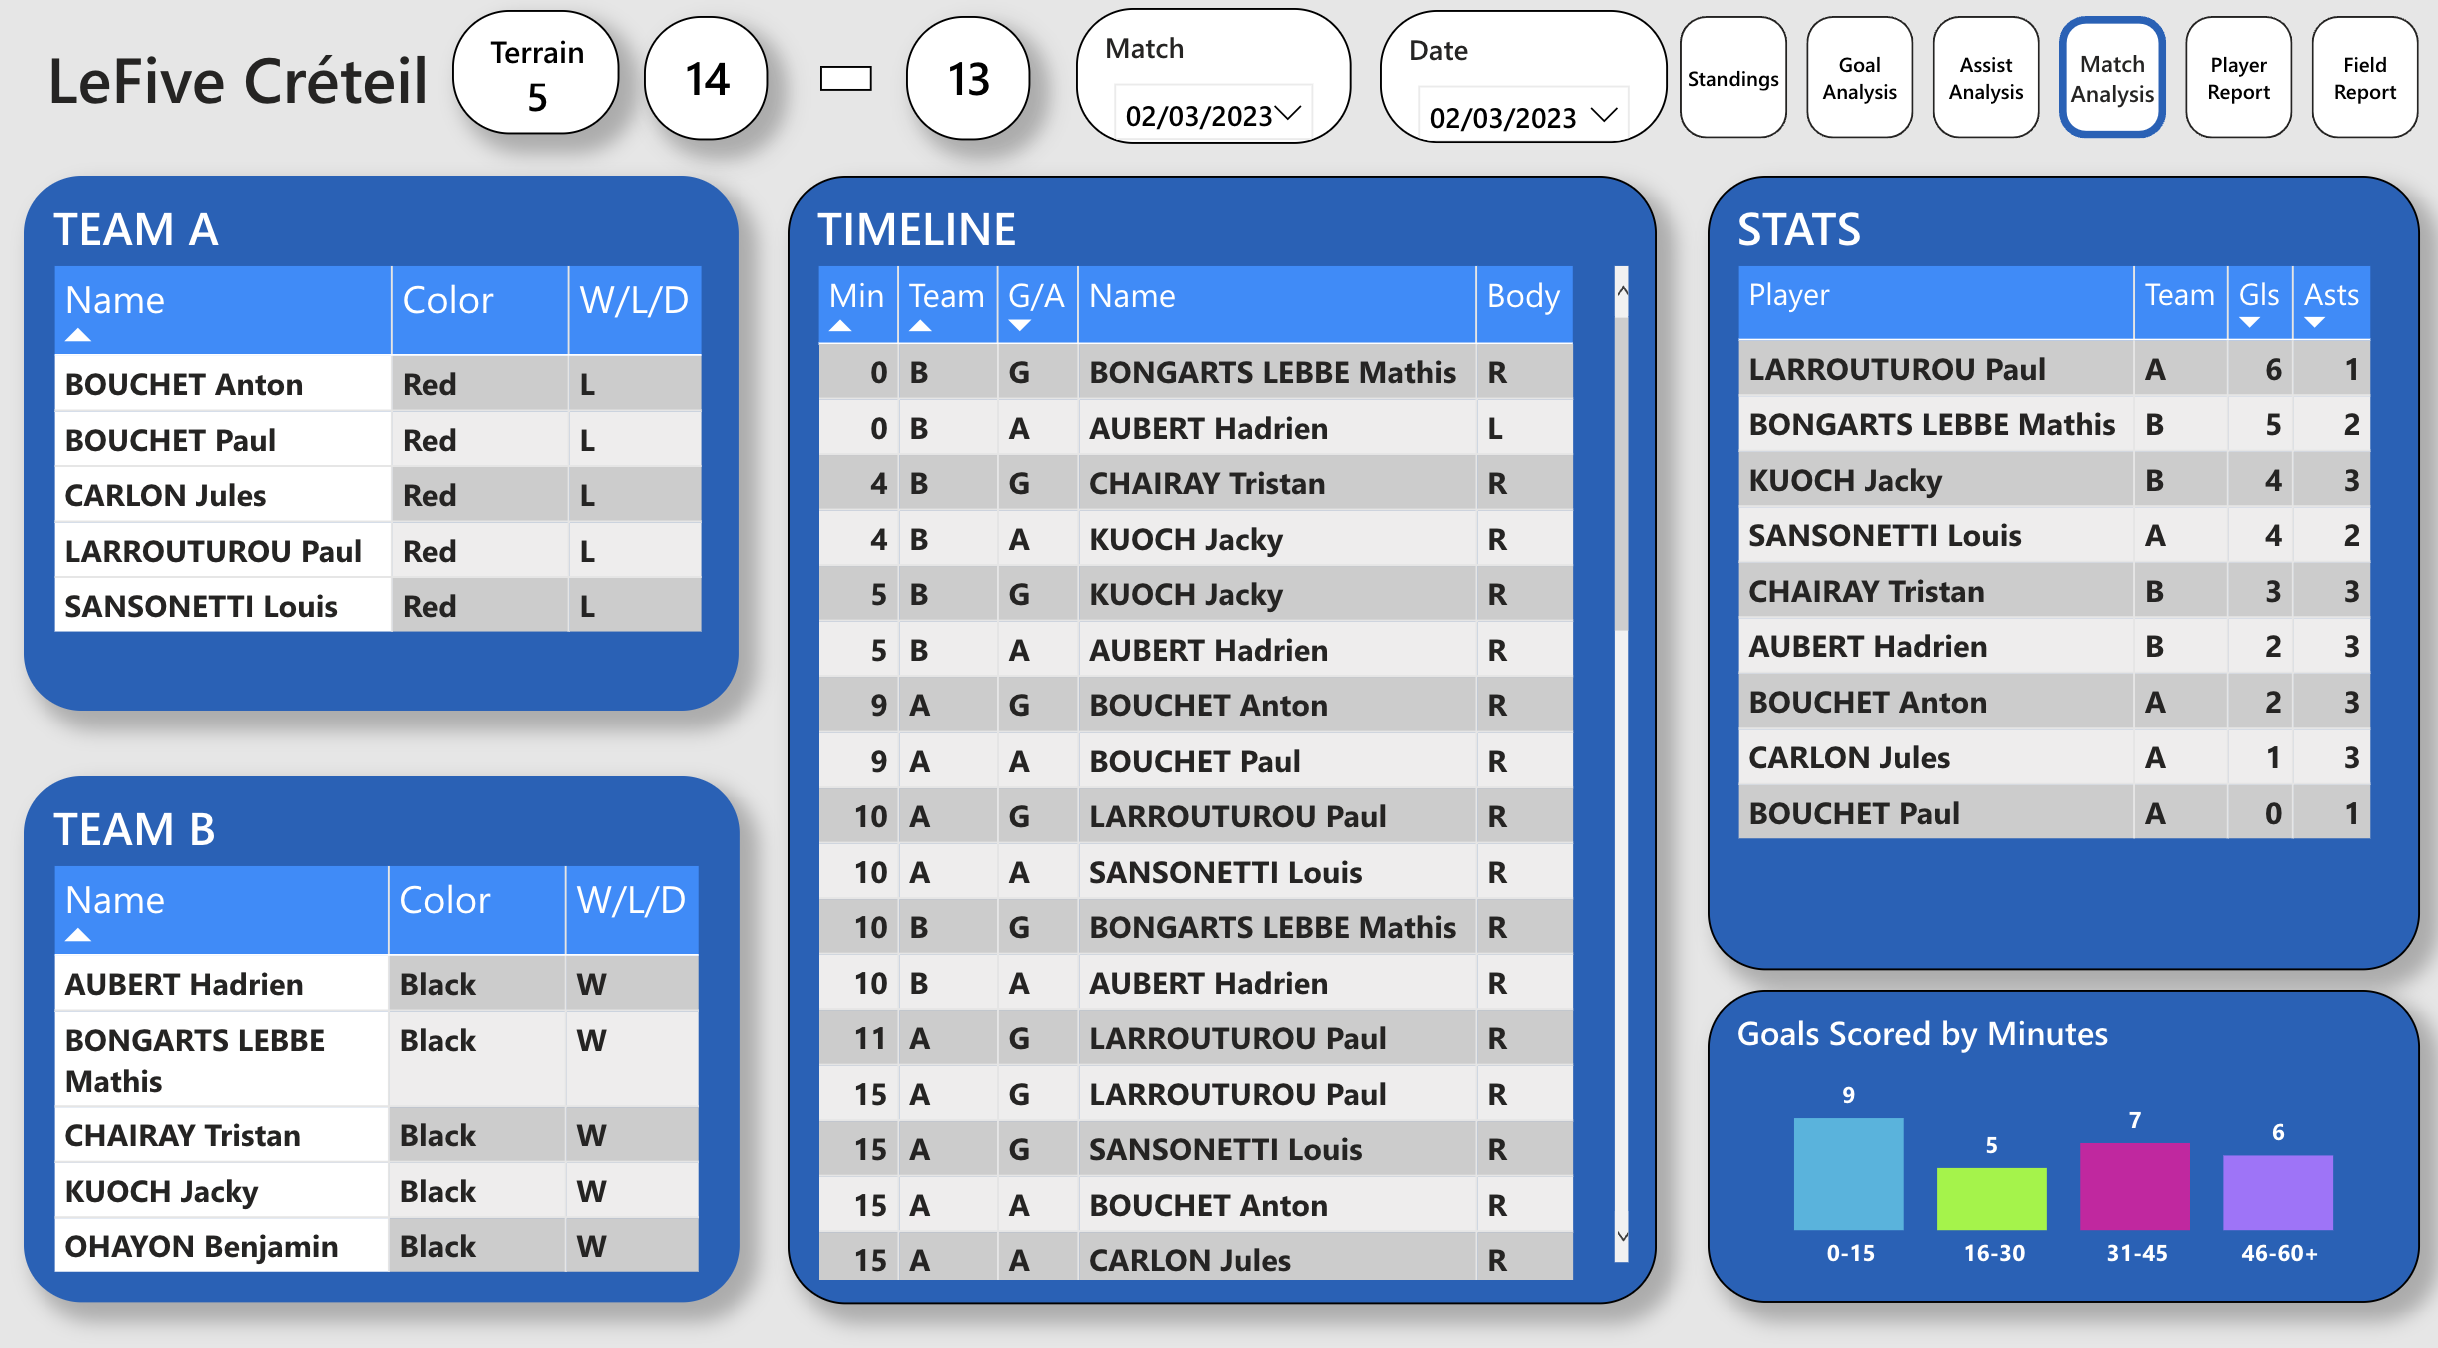 LeFive Créteil
Terrain
5
14
13
Match
02/03/2023
Date
02/03/2023
Standings
Goal
Analysis
Assist
Analysis
Match
Analysis
Player
Report
Field
Report
TEAM A
Name Color W/L/D
BOUCHET Anton Red L
BOUCHET Paul Red L
CARLON Jules Red L
LARROUTUROU Paul Red L
SANSONETTI Louis Red L
TEAM B
Name Color W/L/D
AUBERT Hadrien Black W
BONGARTS LEBBE Black W
Mathis
CHAIRAY Tristan Black W
KUOCH Jacky Black W
OHAYON Benjamin Black W
TIMELINE
Min Team G/A Name Body
0 B G BONGARTS LEBBE Mathis R
0 B A AUBERT Hadrien L
4 B G CHAIRAY Tristan R
4 B A KUOCH Jacky R
5 B G KUOCH Jacky R
5 B A AUBERT Hadrien R
9 A G BOUCHET Anton R
9 A A BOUCHET Paul R
10 A G LARROUTUROU Paul R
10 A A SANSONETTI Louis R
10 B G BONGARTS LEBBE Mathis R
10 B A AUBERT Hadrien R
11 A G LARROUTUROU Paul R
15 A G LARROUTUROU Paul R
15 A G SANSONETTI Louis R
15 A A BOUCHET Anton R
15 A A CARLON Jules R
STATS
Player Team Gls Asts
LARROUTUROU Paul A 6 1
BONGARTS LEBBE Mathis B 5 2
KUOCH Jacky B 4 3
SANSONETTI Louis A 4 2
CHAIRAY Tristan B 3 3
AUBERT Hadrien B 2 3
BOUCHET Anton A 2 3
CARLON Jules A 1 3
BOUCHET Paul A 0 1
Goals Scored by Minutes
9 5 7 6
0-15 16-30 31-45 46-60+